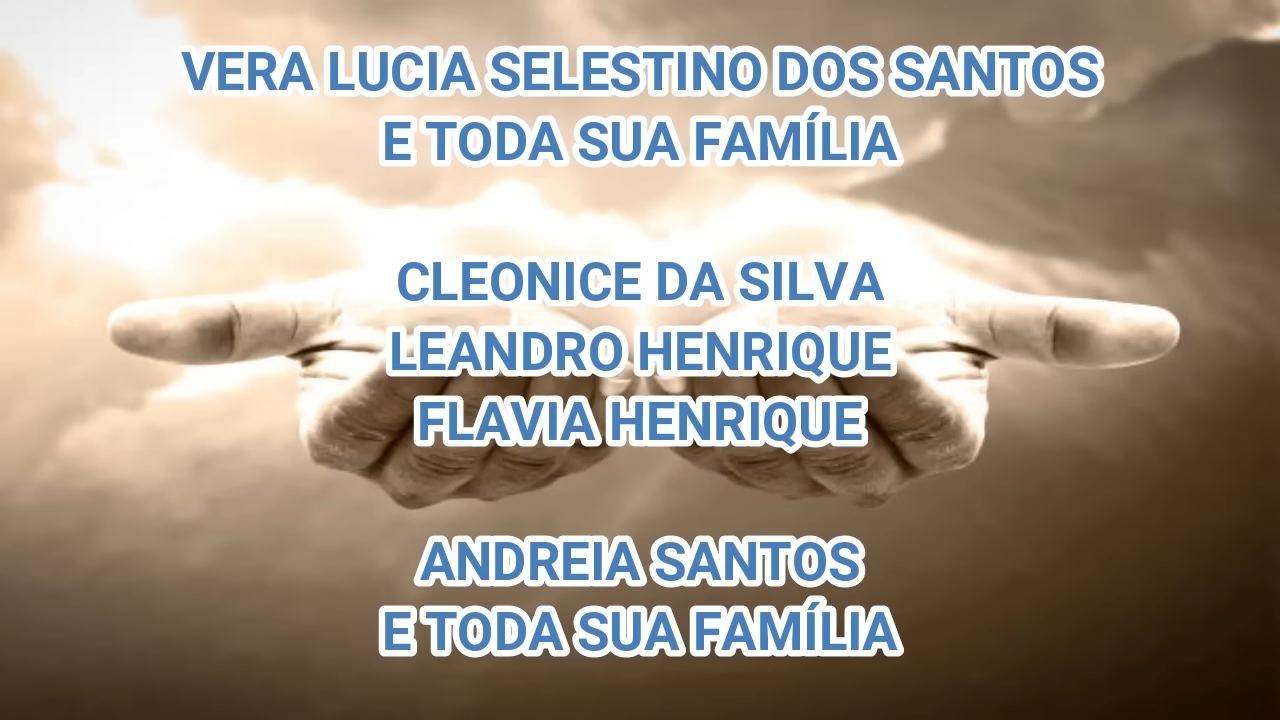 VERA LUCIA SELESTINO DOS SANTOS
E TODA SUA FAMÍLIA
CLEONICE DA SILVA
LEANDRO HENRIQUE
FLAVIA HENRIQUE
ANDREIA SANTOS
E TODA SUA FAMÍLIA